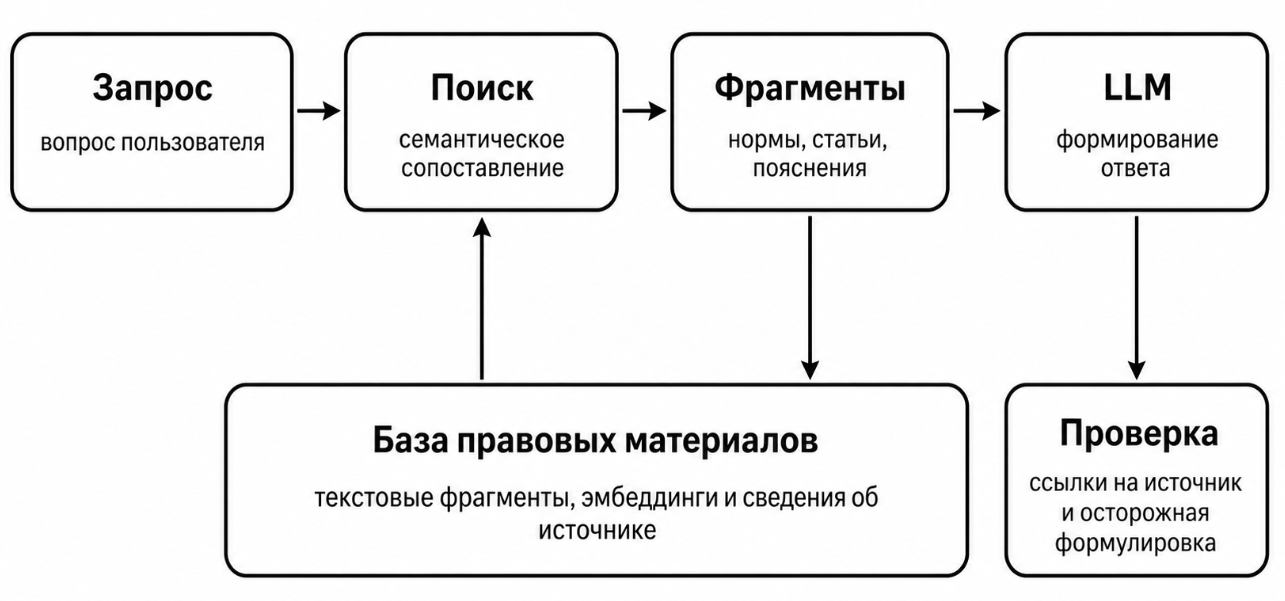 Запрос
вопрос пользователя
Поиск
семантическое
сопоставление
Фрагменты
нормы, статьи,
пояснения
LLM
формирование
ответа
База правовых материалов
текстовые фрагменты, эмбеддинги и сведения об
источнике
Проверка
ссылки на источник
и осторожная
формулировка